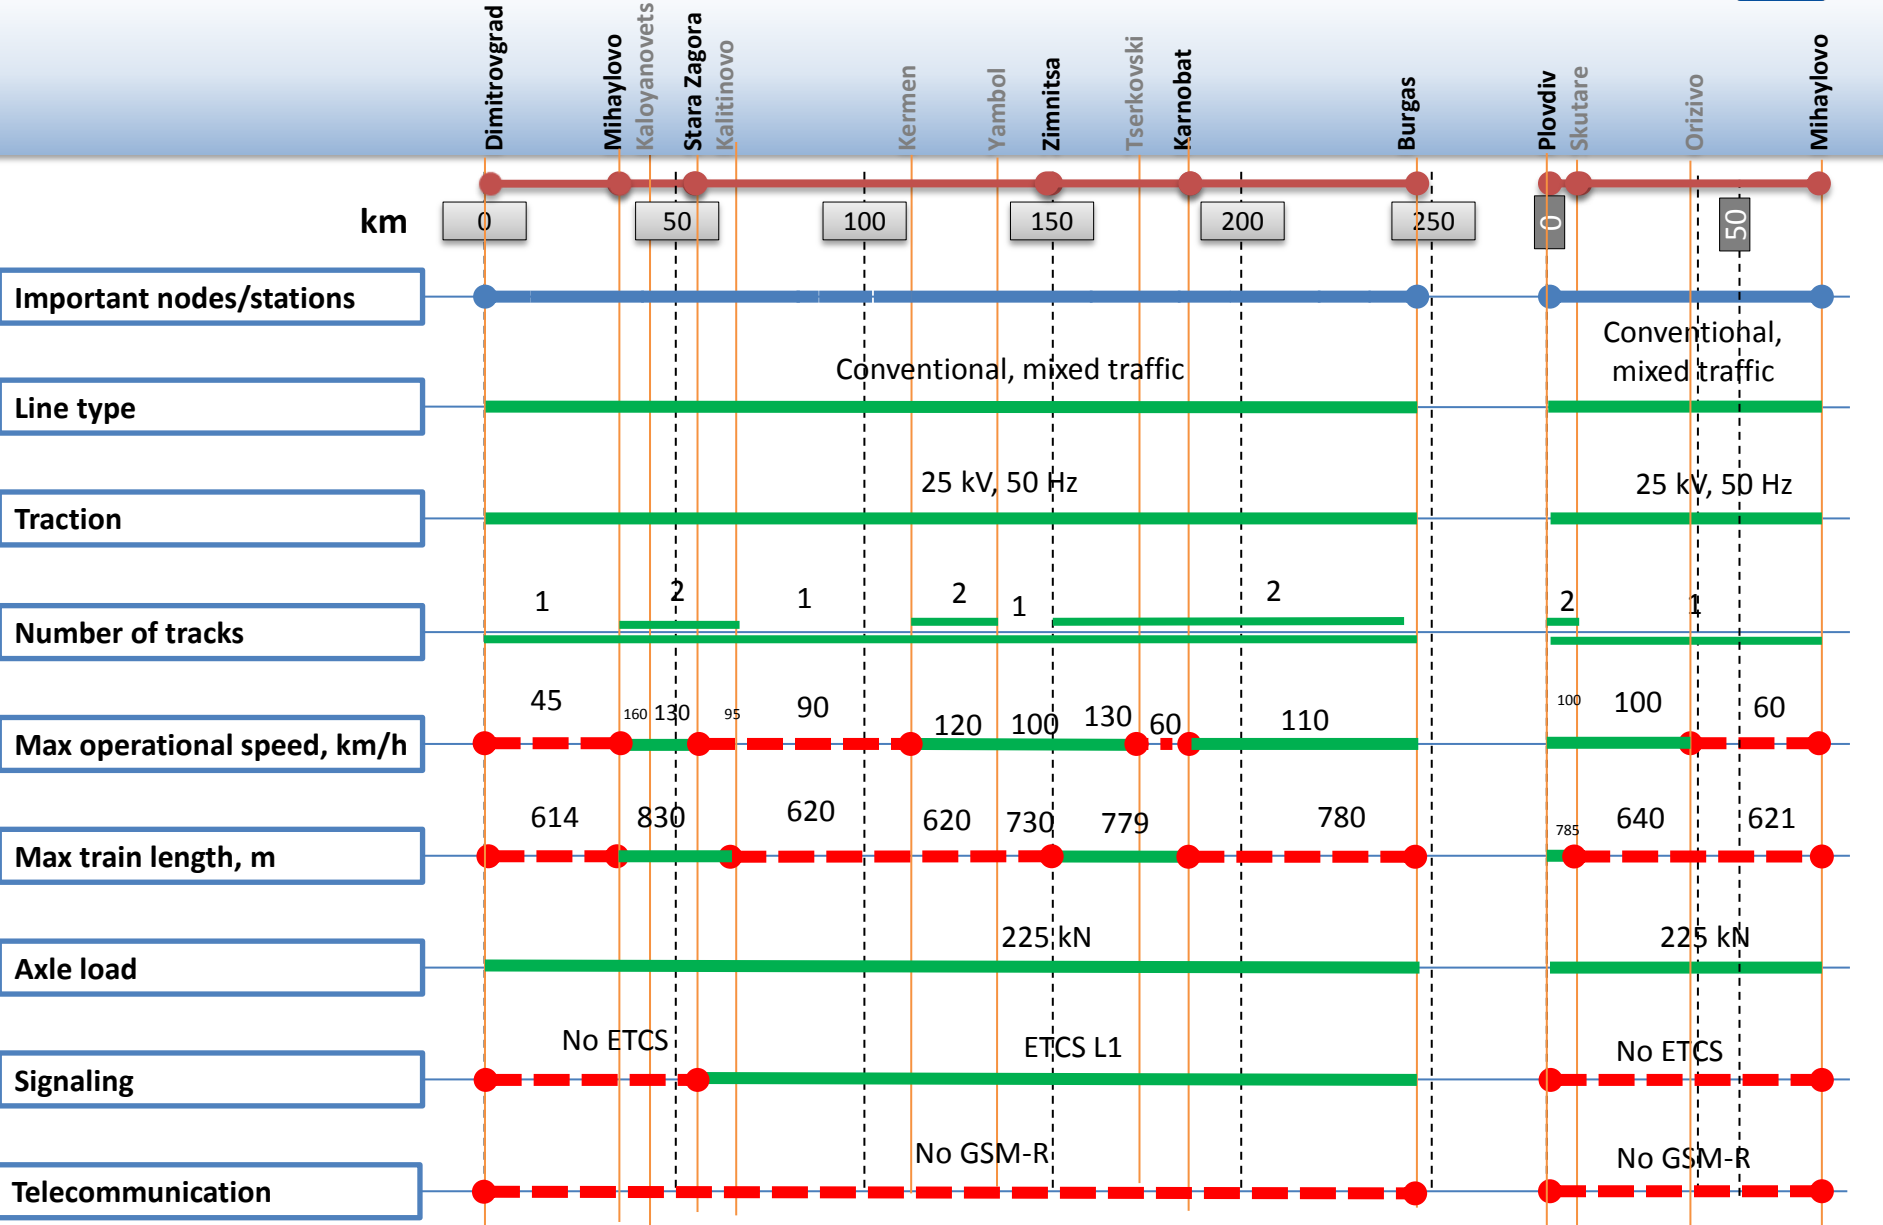 Dimitrovgrad
Mihaylovo
Kaloyanovets
Stara Zagora
Kalitinovo
Kermen
Yambol
Zimnitsa
Tserkovski
Karnobat
Burgas
Plovdiv
Skutare
Orizivo
Mihaylovo
km
0
50
100
150
200
250
0
50
Important nodes/stations
Conventional,
mixed traffic
Line type
Conventional, mixed traffic
Traction
25 kV, 50 Hz
25 kV, 50 Hz
Number of tracks
1
2
1
2
1
2
2
1
Max operational speed, km/h
45
160
130
95
90
120
100
130
60
110
100
100
60
Max train length, m
614
830
620
620
730
779
780
785
640
621
Axle load
225 kN
225 kN
Signaling
No ETCS
ETCS L1
No ETCS
Telecommunication
No GSM-R
No GSM-R